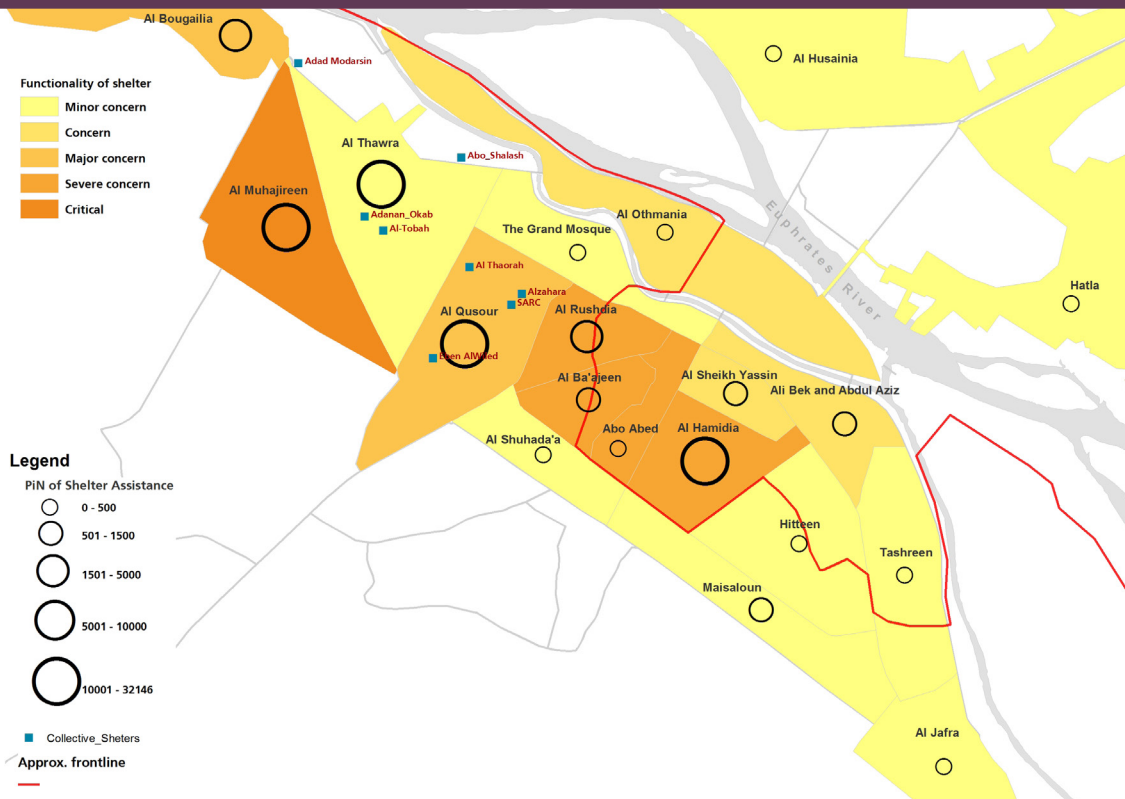 Al Bougailia
Adad Modarsin
Al Husainia
Functionality of shelter
Minor concern
Concern
Major concern
Severe concern
Critical
Al Thawra
Abo_Shalash
Al Muhajireen
Adanan_Okab
Al-Tobah
Al Othmania
The Grand Mosque
Euphrates River
Al Thaorah
Alzahara
SARC
Hatla
Al Qusour
Al Rushdia
Al Ba'ajeen
Al Sheikh Yassin
Ali Bek and Abdul Aziz
Abo Abed
Al Hamidia
Al Shuhada'a
Legend
PiN of Shelter Assistance
0 - 500
501 - 1500
1501 - 5000
5001 - 10000
10001 - 32146
Collective_Sheters
Approx. frontline
Hitteen
Tashreen
Maisaloun
Al Jafra